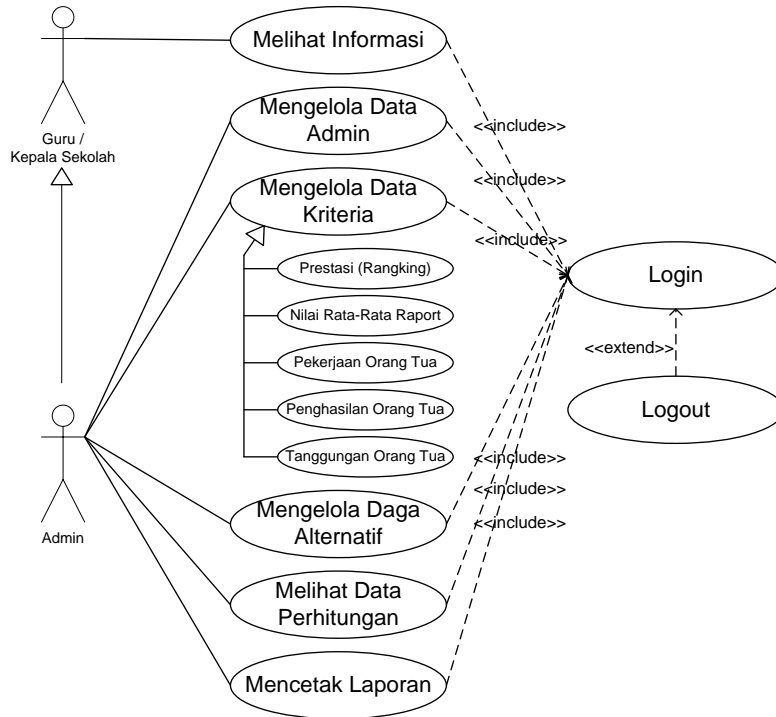 Melihat Informasi
Guru /
Kepala Sekolah
Mengelola Data
Admin
<<include>>
<<include>>
Mengelola Data
Kriteria
<<include>>
Prestasi (Rangking)
Nilai Rata-Rata Raport
Pekerjaan Orang Tua
Penghasilan Orang Tua
Tanggungan Orang Tua
Login
<<extend>>
Logout
Admin
<<include>>
<<include>>
<<include>>
Mengelola Daga
Alternatif
Melihat Data
Perhitungan
Mencetak Laporan